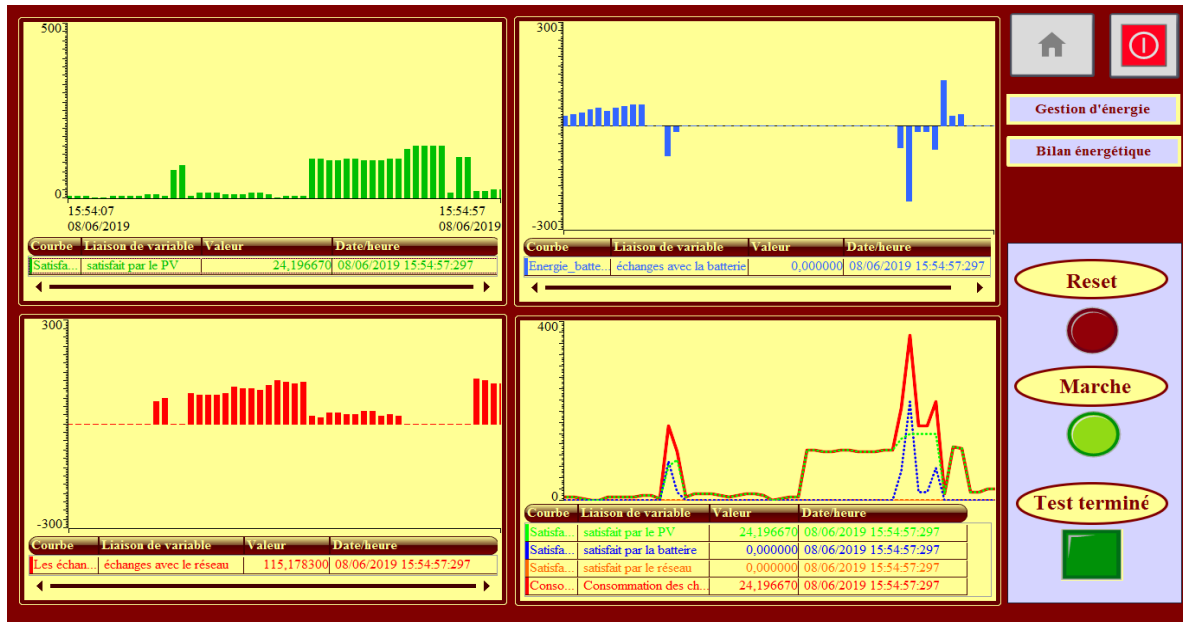 500
0
15:54:07
08/06/2019
15:54:57
08/06/2019
Courbe Liaison de variable Valeur Date/heure
Satisfa... satisfait par le PV 24,196670 08/06/2019 15:54:57:297
300
-300
Courbe Liaison de variable Valeur Date/heure
Energie_batte... échanges avec la batterie 0,000000 08/06/2019 15:54:57:297
300
-300
Courbe Liaison de variable Valeur Date/heure
Les échan... échanges avec le réseau 115,178300 08/06/2019 15:54:57:297
400
0
Courbe Liaison de variable Valeur Date/heure
Satisfa... satisfait par le PV 24,196670 08/06/2019 15:54:57:297
Satisfa... satisfait par la batteire 0,000000 08/06/2019 15:54:57:297
Satisfa... satisfait par le réseau 0,000000 08/06/2019 15:54:57:297
Conso... Consommation des ch... 24,196670 08/06/2019 15:54:57:297
Gestion d'énergie
Bilan énergétique
Reset
Marche
Test terminé